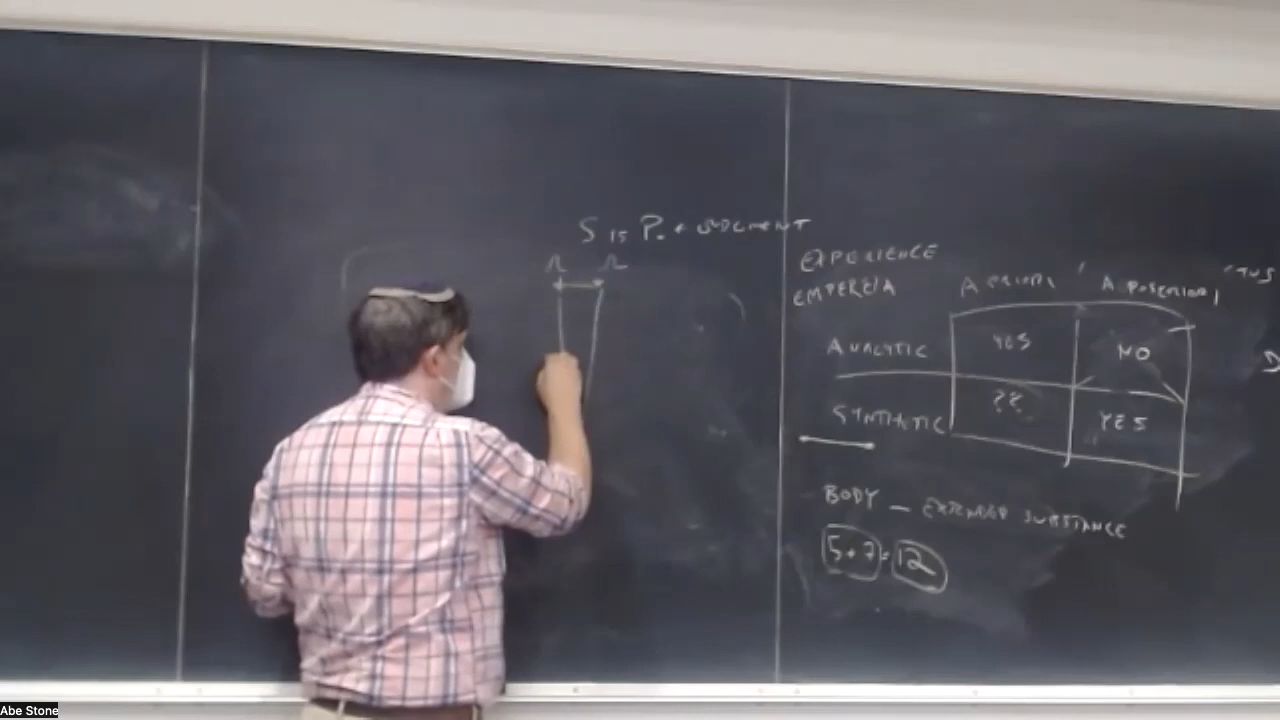 S IS P. JUDGMENT
EXPERIENCE
EMPEREIA
A PRIORI A POSTERIORI
ANALYTIC YES NO
SYNTHETIC ?? YES
BODY — EXTENDED SUBSTANCE
5+7=12
Abe Stone